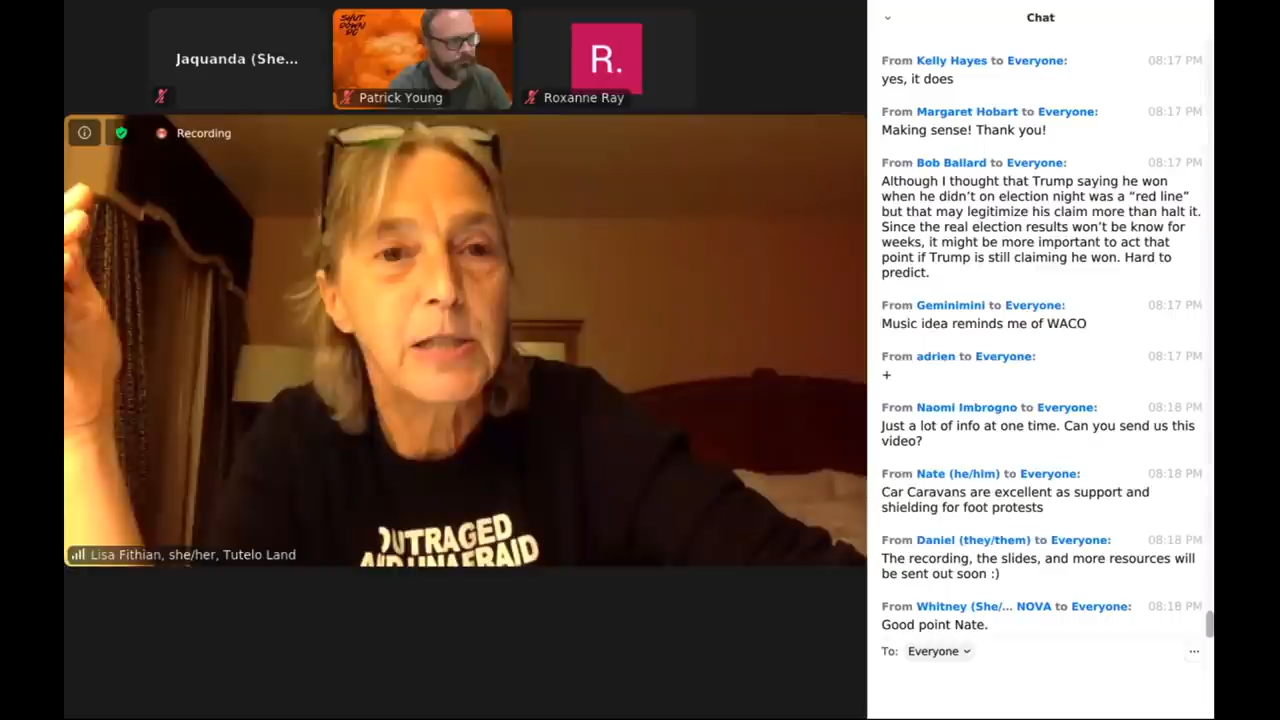 Jaquanda (She...
SHUT
DOWN
DC
Patrick Young
R.
Roxanne Ray
Recording
OUTRAGED
AND UNAFRAID
Lisa Fithian, she/her, Tutelo Land
Chat
From Kelly Hayes to Everyone: 08:17 PM
yes, it does
From Margaret Hobart to Everyone: 08:17 PM
Making sense! Thank you!
From Bob Ballard to Everyone: 08:17 PM
Although I thought that Trump saying he won
when he didn’t on election night was a “red line”
but that may legitimize his claim more than halt it.
Since the real election results won’t be know for
weeks, it might be more important to act that
point if Trump is still claiming he won. Hard to
predict.
From Geminimini to Everyone: 08:17 PM
Music idea reminds me of WACO
From adrien to Everyone: 08:17 PM
+
From Naomi Imbrogno to Everyone: 08:18 PM
Just a lot of info at one time. Can you send us this
video?
From Nate (he/him) to Everyone: 08:18 PM
Car Caravans are excellent as support and
shielding for foot protests
From Daniel (they/them) to Everyone: 08:18 PM
The recording, the slides, and more resources will
be sent out soon :)
From Whitney (She/... NOVA to Everyone: 08:18 PM
Good point Nate.
To: Everyone